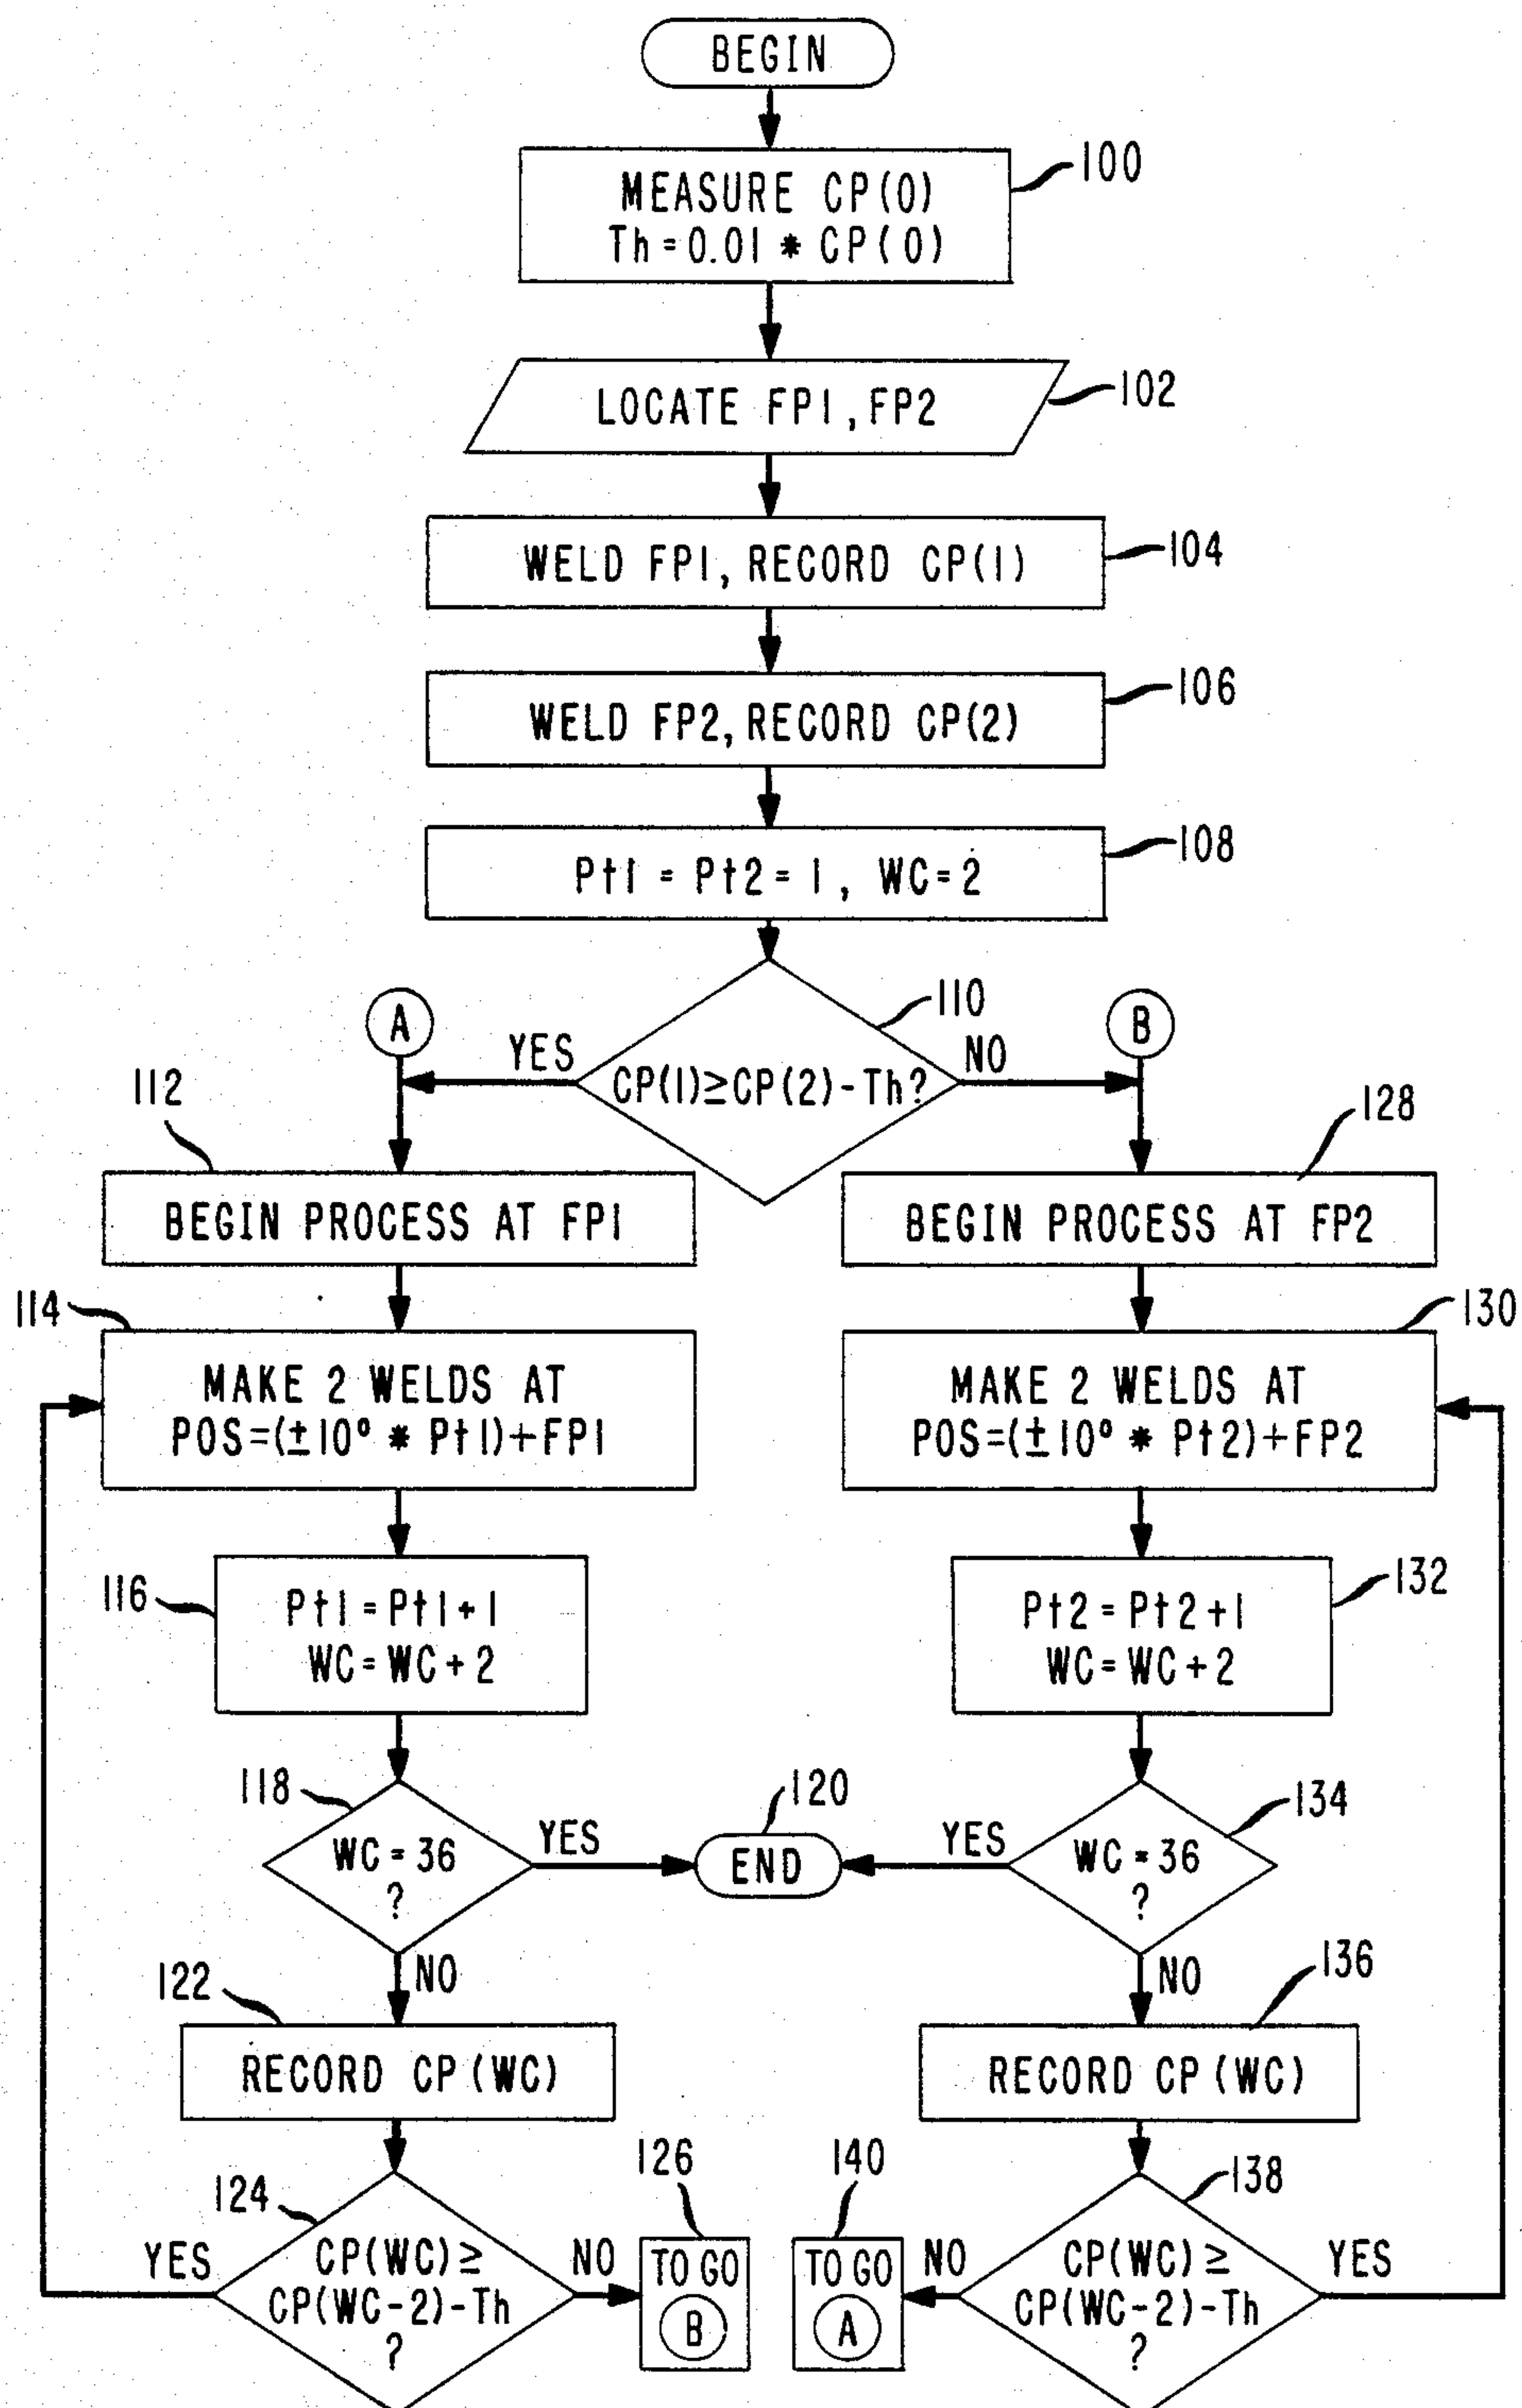 BEGIN
100
MEASURE CP(0)
Th=0.01 * CP(0)
102
LOCATE FP1, FP2
104
WELD FP1, RECORD CP(1)
106
WELD FP2, RECORD CP(2)
108
Pt1 = Pt2 = 1, WC=2
110
A
B
YES
CP(1)≥CP(2)-Th?
NO
112
128
BEGIN PROCESS AT FP1
BEGIN PROCESS AT FP2
114
MAKE 2 WELDS AT
POS=(±10° * Pt1)+FP1
130
MAKE 2 WELDS AT
POS=(±10° * Pt2)+FP2
116
Pt1 = Pt1+1
WC = WC+2
132
Pt2 = Pt2+1
WC = WC+2
118
WC = 36
?
YES
120
END
YES
134
WC = 36
?
NO
NO
122
RECORD CP (WC)
136
RECORD CP (WC)
124
YES
CP(WC)≥
CP(WC-2)-Th
?
NO
126
TO GO
B
140
TO GO
A
NO
138
CP(WC)≥
CP(WC-2)-Th
?
YES